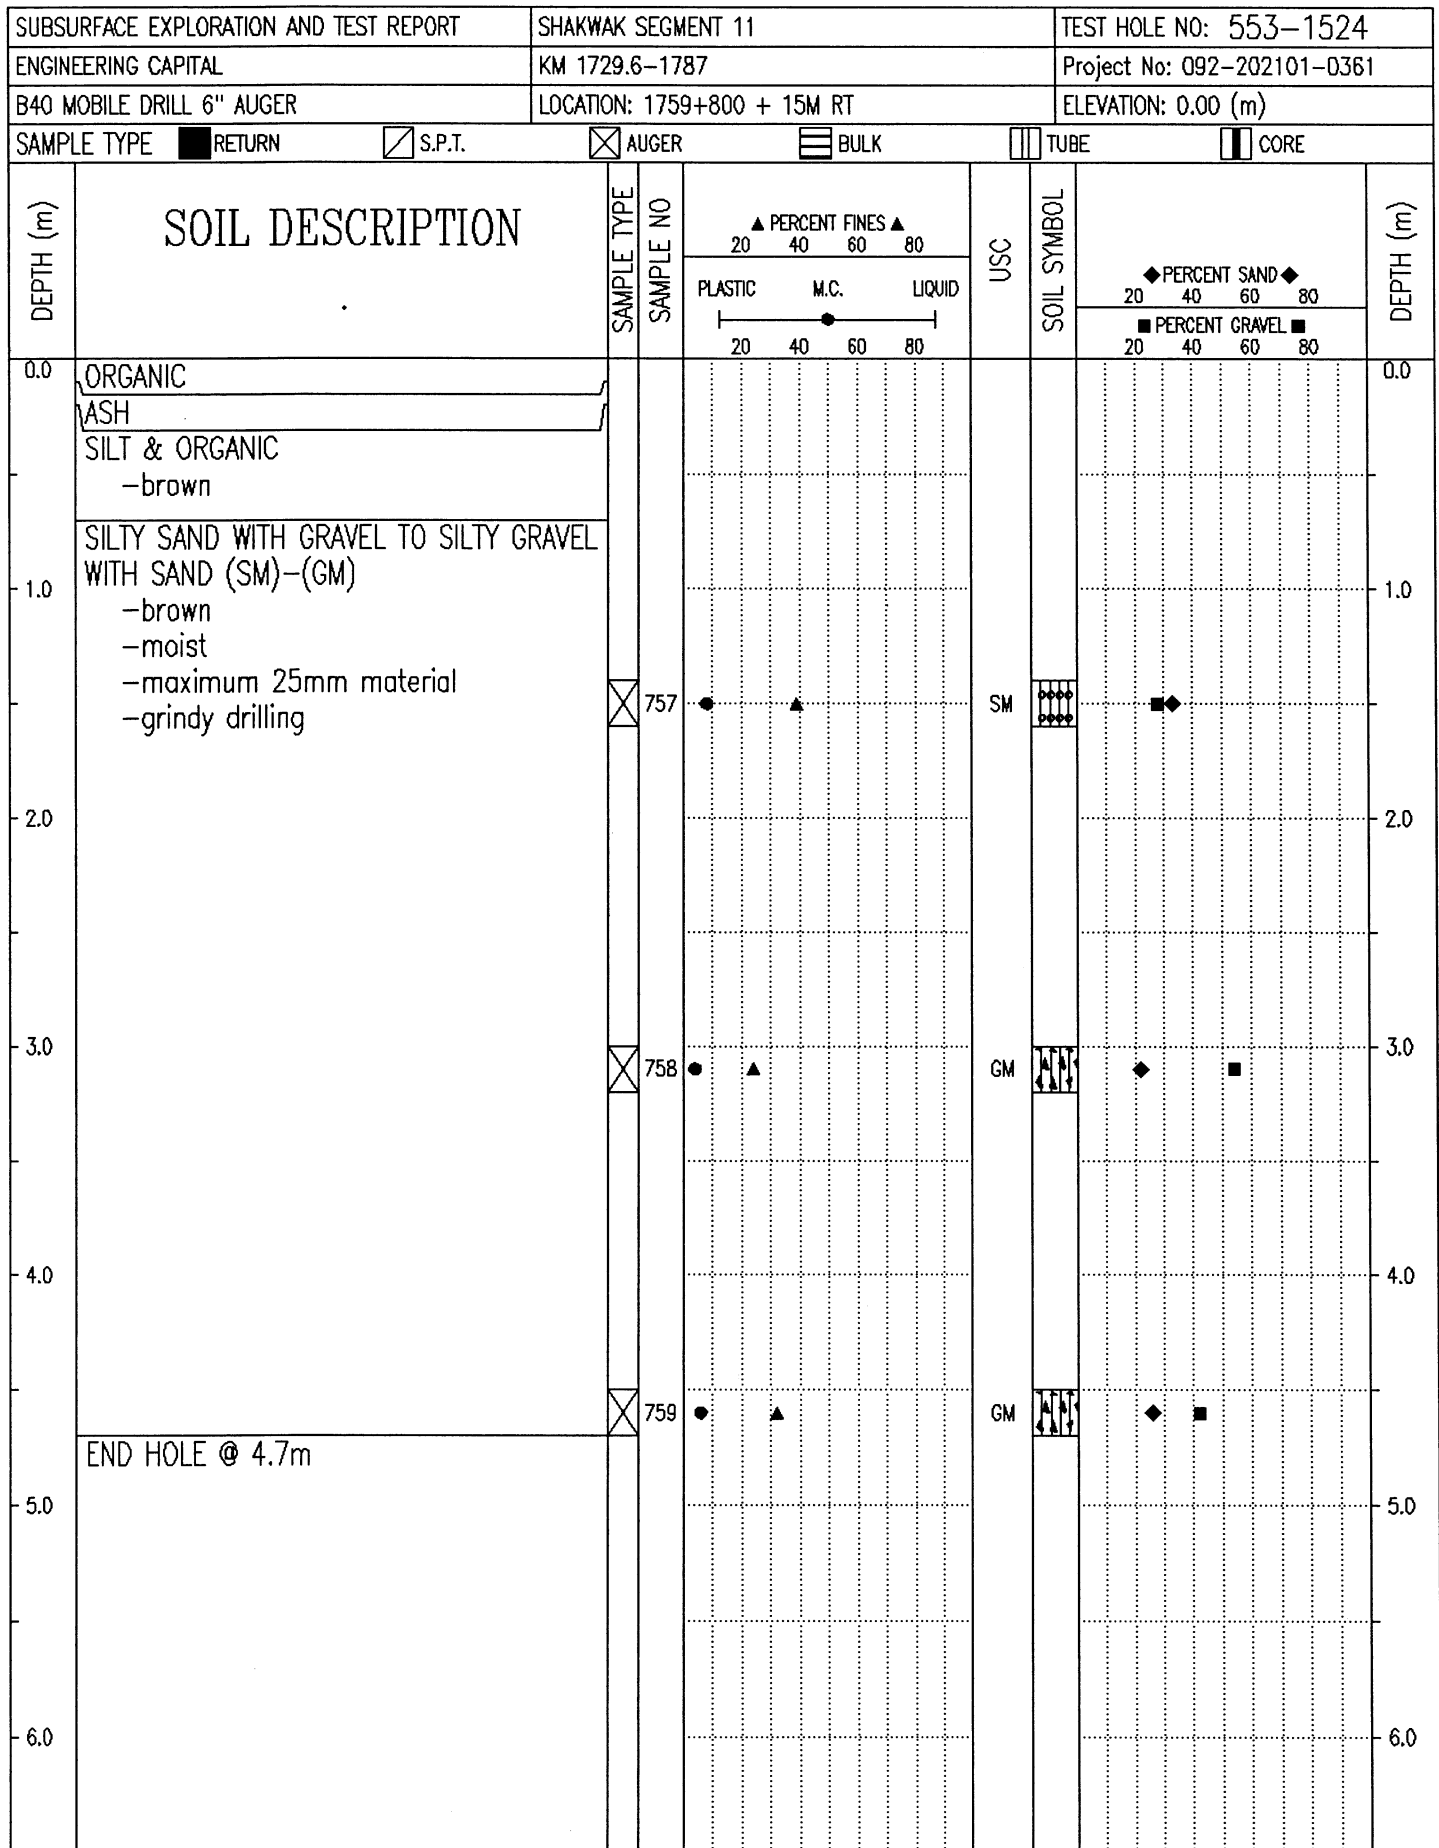 SUBSURFACE EXPLORATION AND TEST REPORT
SHAKWAK SEGMENT 11
TEST HOLE NO: 553-1524
ENGINEERING CAPITAL
KM 1729.6-1787
Project No: 092-202101-0361
B40 MOBILE DRILL 6" AUGER
LOCATION: 1759+800 + 15M RT
ELEVATION: 0.00 (m)
SAMPLE TYPE
RETURN
S.P.T.
AUGER
BULK
TUBE
CORE
DEPTH (m)
SOIL DESCRIPTION
SAMPLE TYPE
SAMPLE NO
▲ PERCENT FINES ▲
20 40 60 80
PLASTIC M.C. LIQUID
20 40 60 80
USC
SOIL SYMBOL
◆PERCENT SAND◆
20 40 60 80
■ PERCENT GRAVEL ■
20 40 60 80
DEPTH (m)
0.0
ORGANIC
0.0
ASH
SILT & ORGANIC
-brown
SILTY SAND WITH GRAVEL TO SILTY GRAVEL
WITH SAND (SM)-(GM)
1.0
1.0
-brown
-moist
-maximum 25mm material
-grindy drilling
757
SM
2.0
2.0
3.0
3.0
758
GM
4.0
4.0
759
GM
END HOLE @ 4.7m
5.0
5.0
6.0
6.0